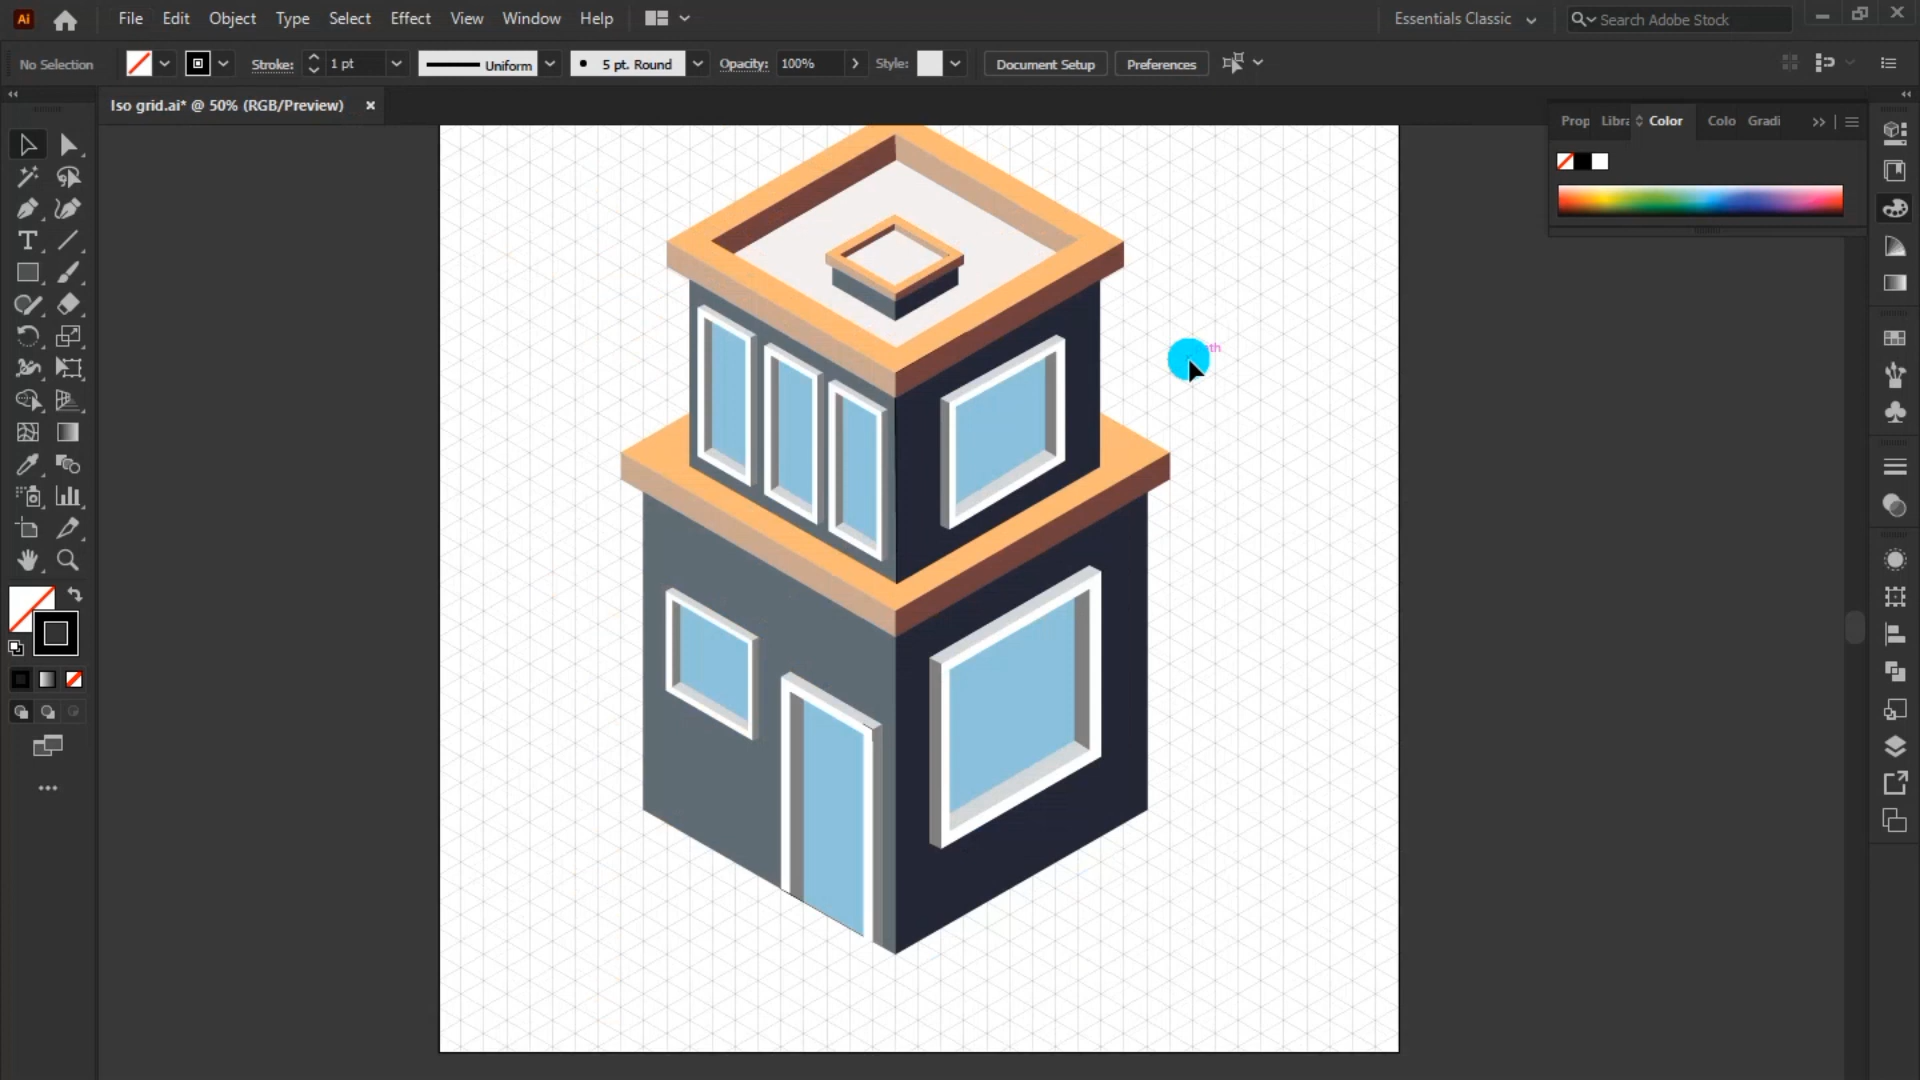 Ai File Edit Object Type Select Effect View Window Help Essentials Classic Search Adobe Stock
No Selection Stroke: 1 pt Uniform 5 pt. Round Opacity: 100% Style: Document Setup Preferences
Iso grid.ai* @ 50% (RGB/Preview)
Prop Libra Color Colo Gradi